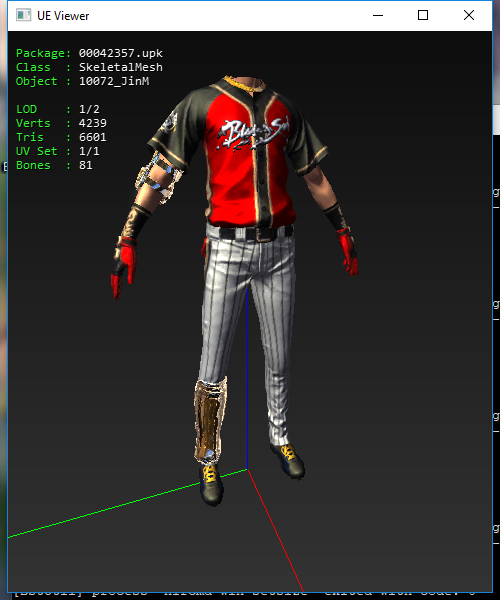 UE Viewer
Package: 00042357.upk
Class : SkeletalMesh
Object : 10072_JinM
LOD : 1/2
Verts : 4239
Tris : 6601
UV Set : 1/1
Bones : 81
Blade & Soul